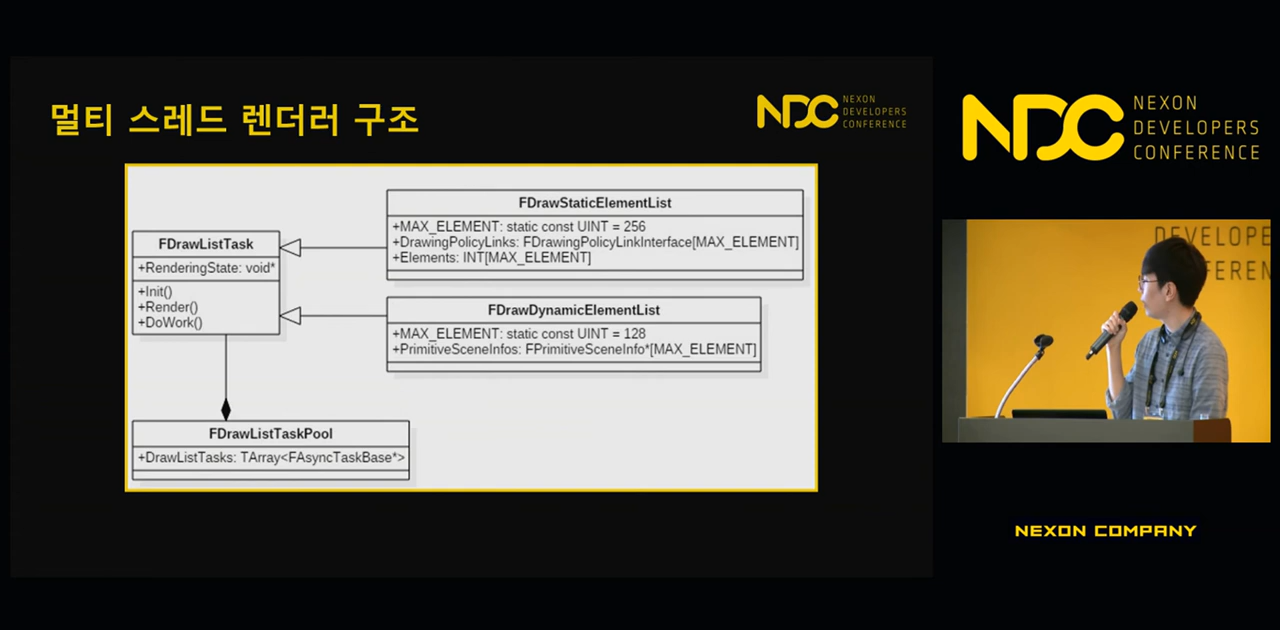 멀티 스레드 렌더러 구조
NDC NEXON
DEVELOPERS
CONFERENCE
FDrawListTask
+RenderingState: void*
+Init()
+Render()
+DoWork()
FDrawStaticElementList
+MAX_ELEMENT: static const UINT = 256
+DrawingPolicyLinks: FDrawingPolicyLinkInterface[MAX_ELEMENT]
+Elements: INT[MAX_ELEMENT]
FDrawDynamicElementList
+MAX_ELEMENT: static const UINT = 128
+PrimitiveSceneInfos: FPrimitiveSceneInfo*[MAX_ELEMENT]
FDrawListTaskPool
+DrawListTasks: TArray<FAsyncTaskBase*>
NDC NEXON
DEVELOPERS
CONFERENCE
DEVELOPE
FEREN
NEXON COMPANY